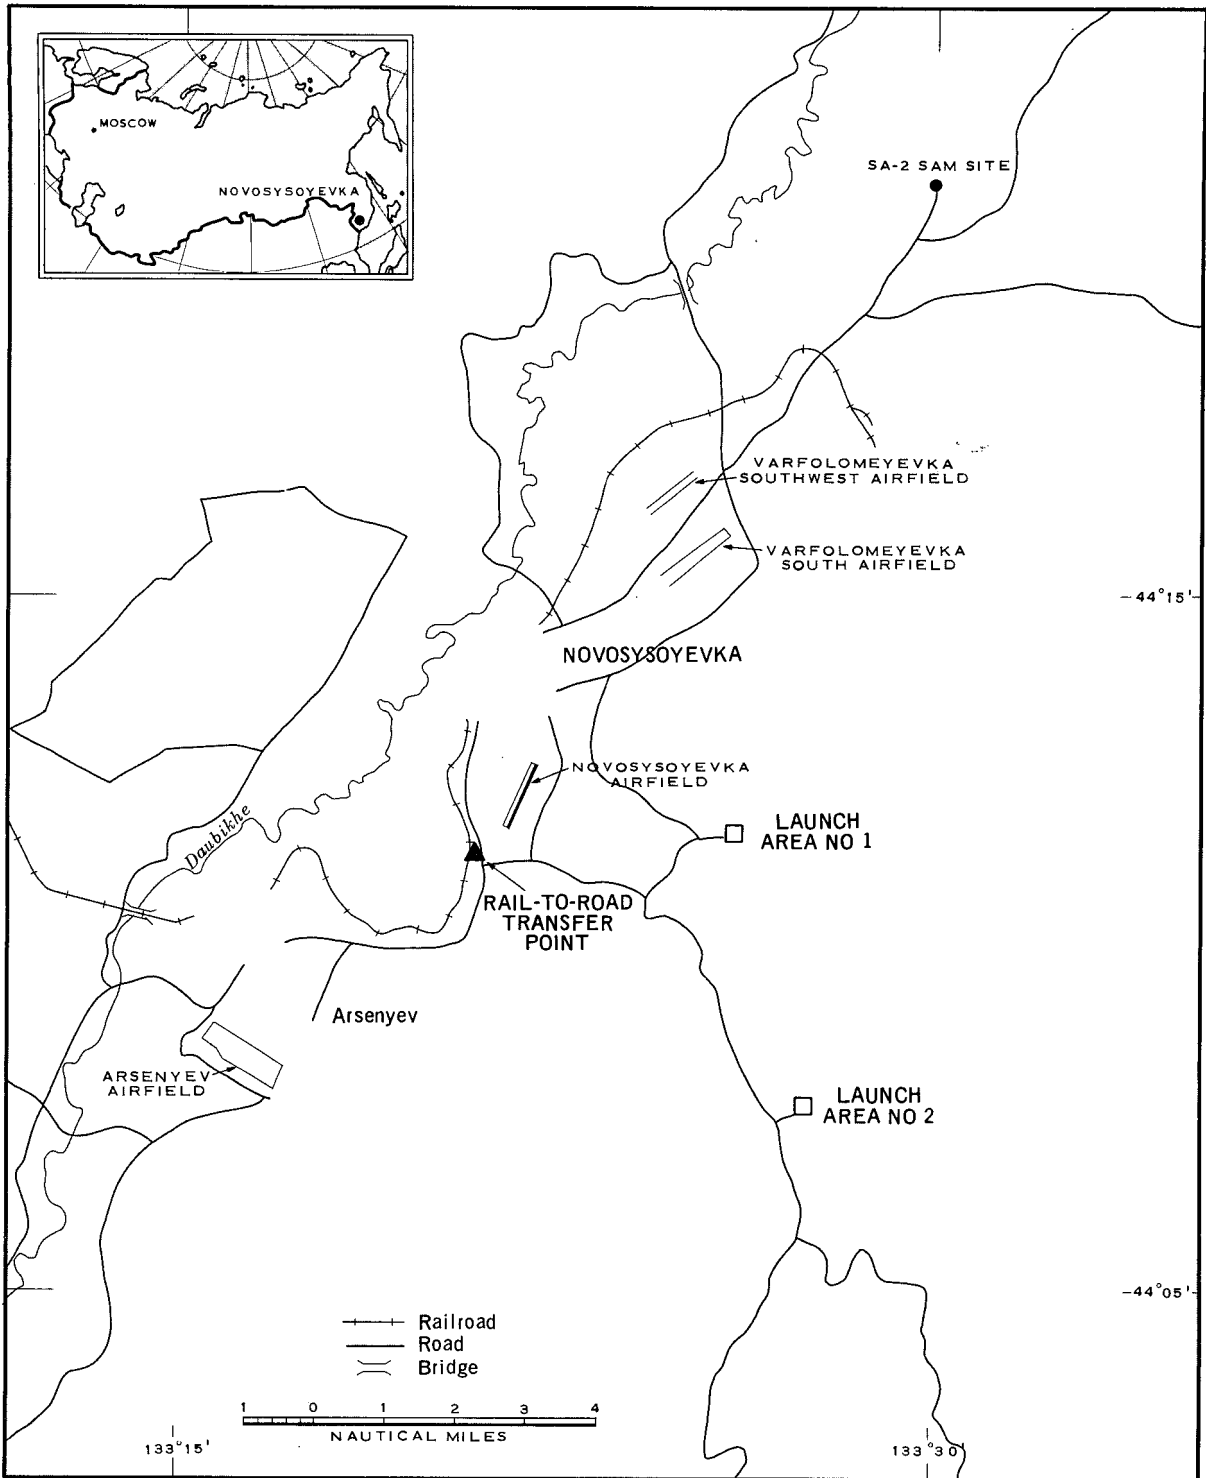 MOSCOW
NOVOSYSOYEVKA
SA-2 SAM SITE
VARFOLOMEYEVKA
SOUTHWEST AIRFIELD
VARFOLOMEYEVKA
SOUTH AIRFIELD
44°15'
NOVOSYSOYEVKA
NOVOSYSOYEVKA
AIRFIELD
LAUNCH
AREA NO 1
Daubikhe
RAIL-TO-ROAD
TRANSFER
POINT
Arsenyev
ARSENYEV
AIRFIELD
LAUNCH
AREA NO 2
44°05'
Railroad
Road
Bridge
1 0 1 2 3 4
NAUTICAL MILES
133°15'
133°30'